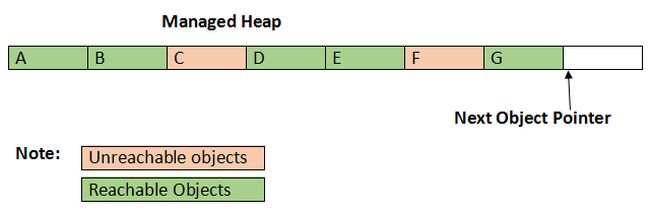 Managed Heap
A B C D E F G
Next Object Pointer
Note:
Unreachable objects
Reachable Objects